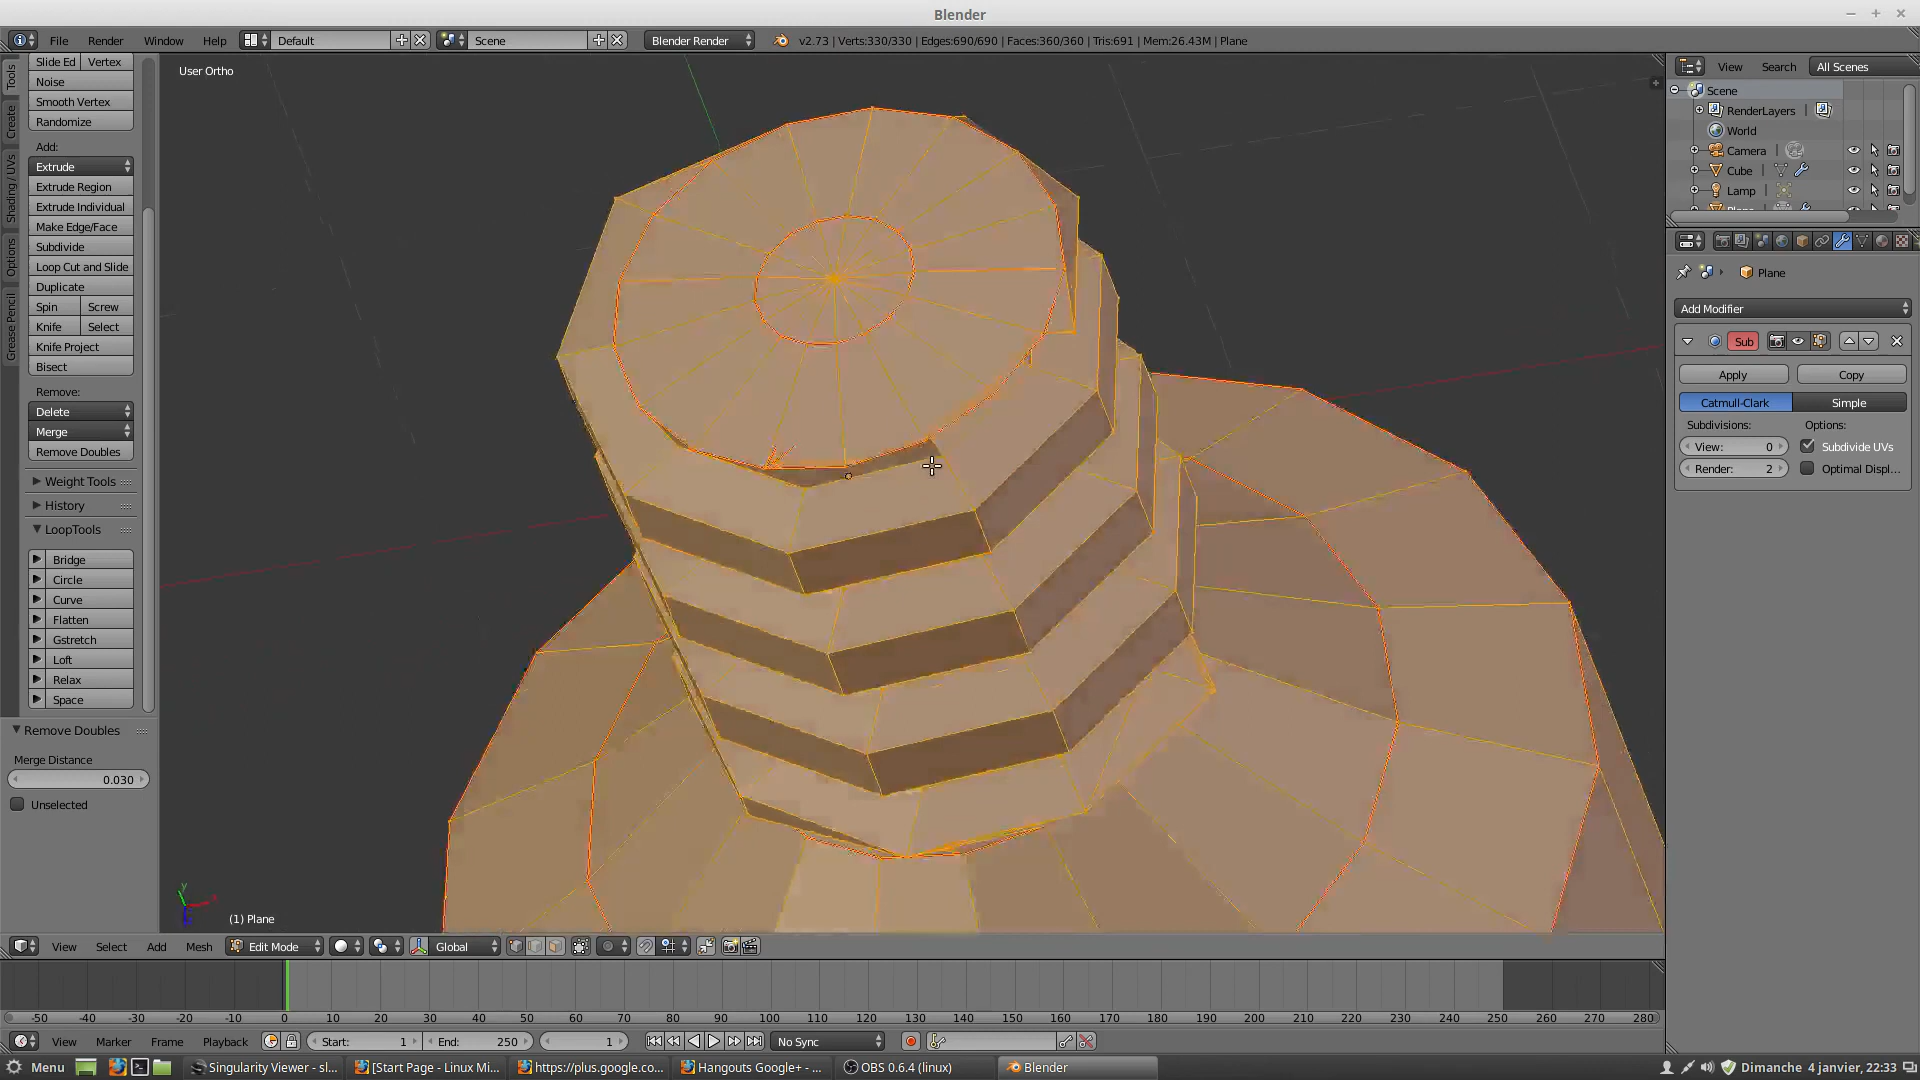 Blender
File Render Window Help Default Scene Blender Render v2.73 | Verts:330/330 | Edges:690/690 | Faces:360/360 | Tris:691 | Mem:26.43M | Plane
Tools
Create
Shading / UVs
Options
Grease Pencil
Slide Ed Vertex
Noise
Smooth Vertex
Randomize
Add:
Extrude
Extrude Region
Extrude Individual
Make Edge/Face
Subdivide
Loop Cut and Slide
Duplicate
Spin Screw
Knife Select
Knife Project
Bisect
Remove:
Delete
Merge
Remove Doubles
Weight Tools
History
LoopTools
Bridge
Circle
Curve
Flatten
Gstretch
Loft
Relax
Space
Remove Doubles
Merge Distance
0.030
Unselected
User Ortho
(1) Plane
View Search All Scenes
Scene
RenderLayers
World
Camera
Cube
Lamp
Plane
Add Modifier
Sub
Apply Copy
Catmull-Clark Simple
Subdivisions: Options:
View: 0 Subdivide UVs
Render: 2 Optimal Displ...
View Select Add Mesh Edit Mode Global
-50 -40 -30 -20 -10 0 10 20 30 40 50 60 70 80 90 100 110 120 130 140 150 160 170 180 190 200 210 220 230 240 250 260 270 280
View Marker Frame Playback Start: 1 End: 250 1 No Sync
Menu Singularity Viewer - sl... [Start Page - Linux Mi... https://plus.google.co... Hangouts Google+ - ... OBS 0.6.4 (linux) Blender Dimanche 4 janvier, 22:33